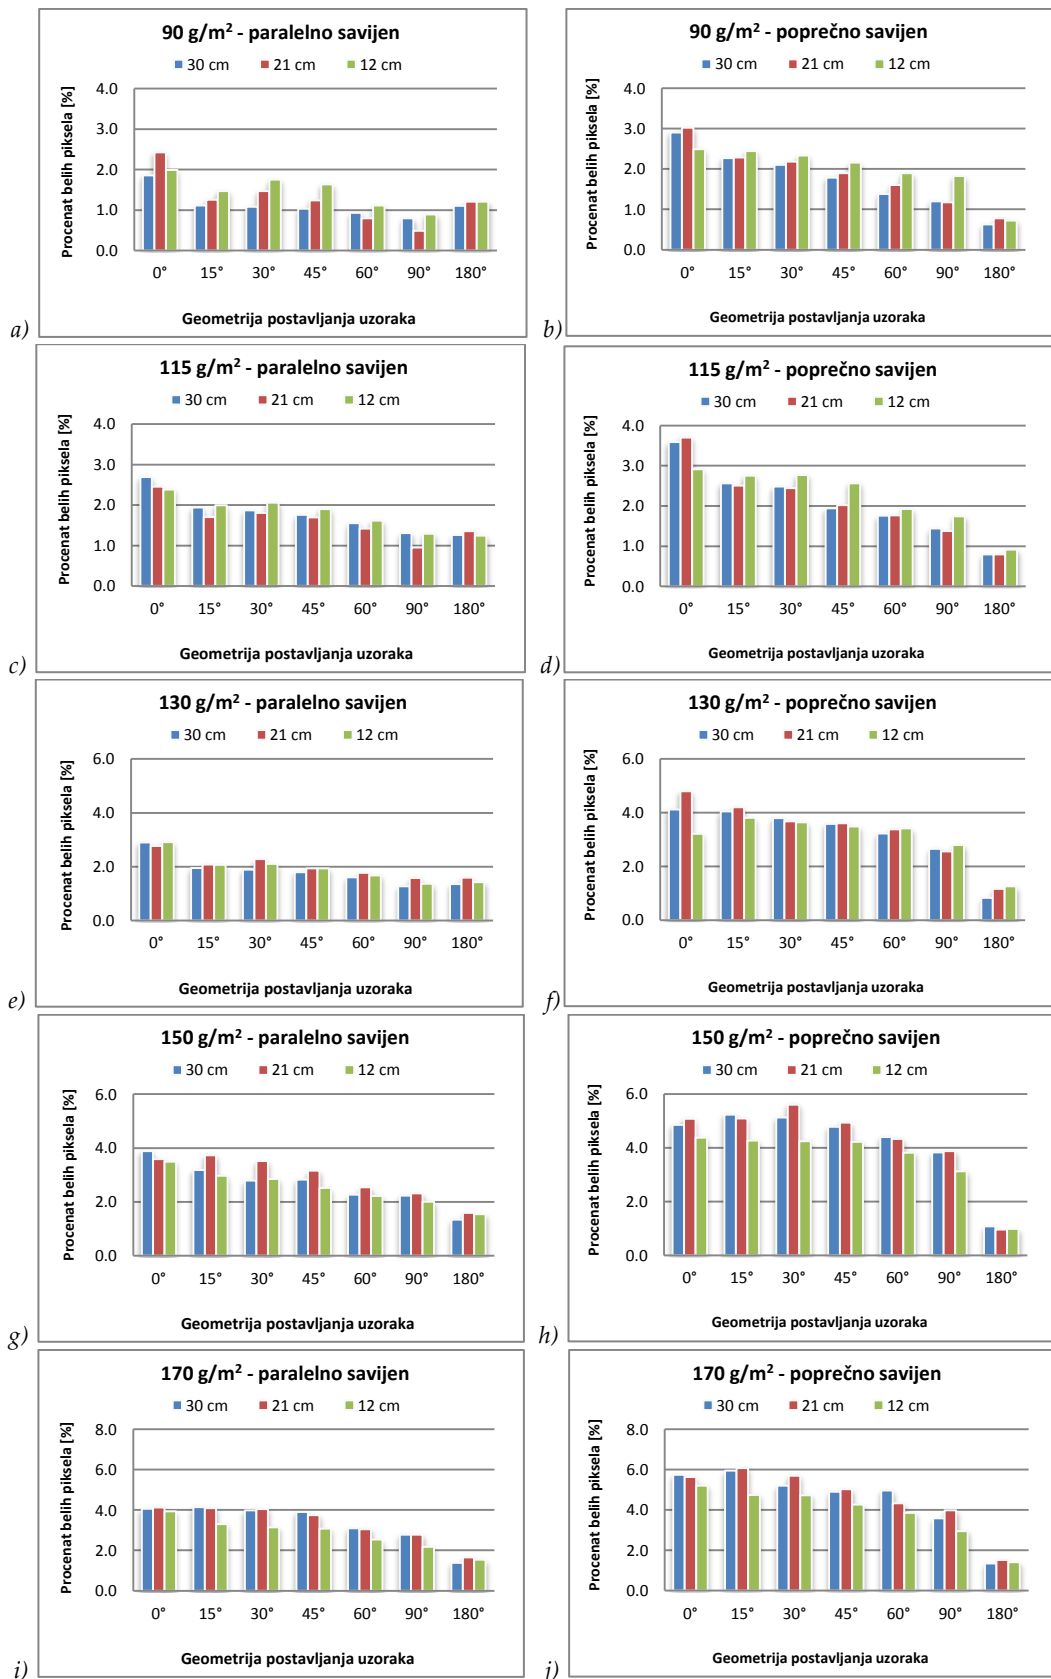 90 g/m² - paralelno savijen
30 cm 21 cm 12 cm
Procenat belih piksela [%]
4.0
3.0
2.0
1.0
0.0
0° 15° 30° 45° 60° 90° 180°
Geometrija postavljanja uzoraka
a)
90 g/m² - poprečno savijen
30 cm 21 cm 12 cm
Procenat belih piksela [%]
4.0
3.0
2.0
1.0
0.0
0° 15° 30° 45° 60° 90° 180°
Geometrija postavljanja uzoraka
b)
115 g/m² - paralelno savijen
30 cm 21 cm 12 cm
Procenat belih piksela [%]
4.0
3.0
2.0
1.0
0.0
0° 15° 30° 45° 60° 90° 180°
Geometrija postavljanja uzoraka
c)
115 g/m² - poprečno savijen
30 cm 21 cm 12 cm
Procenat belih piksela [%]
4.0
3.0
2.0
1.0
0.0
0° 15° 30° 45° 60° 90° 180°
Geometrija postavljanja uzoraka
d)
130 g/m² - paralelno savijen
30 cm 21 cm 12 cm
Procenat belih piksela [%]
6.0
4.0
2.0
0.0
0° 15° 30° 45° 60° 90° 180°
Geometrija postavljanja uzoraka
e)
130 g/m² - poprečno savijen
30 cm 21 cm 12 cm
Procenat belih piksela [%]
6.0
4.0
2.0
0.0
0° 15° 30° 45° 60° 90° 180°
Geometrija postavljanja uzoraka
f)
150 g/m² - paralelno savijen
30 cm 21 cm 12 cm
Procenat belih piksela [%]
6.0
4.0
2.0
0.0
0° 15° 30° 45° 60° 90° 180°
Geometrija postavljanja uzoraka
g)
150 g/m² - poprečno savijen
30 cm 21 cm 12 cm
Procenat belih piksela [%]
6.0
4.0
2.0
0.0
0° 15° 30° 45° 60° 90° 180°
Geometrija postavljanja uzoraka
h)
170 g/m² - paralelno savijen
30 cm 21 cm 12 cm
Procenat belih piksela [%]
8.0
6.0
4.0
2.0
0.0
0° 15° 30° 45° 60° 90° 180°
Geometrija postavljanja uzoraka
i)
170 g/m² - poprečno savijen
30 cm 21 cm 12 cm
Procenat belih piksela [%]
8.0
6.0
4.0
2.0
0.0
0° 15° 30° 45° 60° 90° 180°
Geometrija postavljanja uzoraka
j)